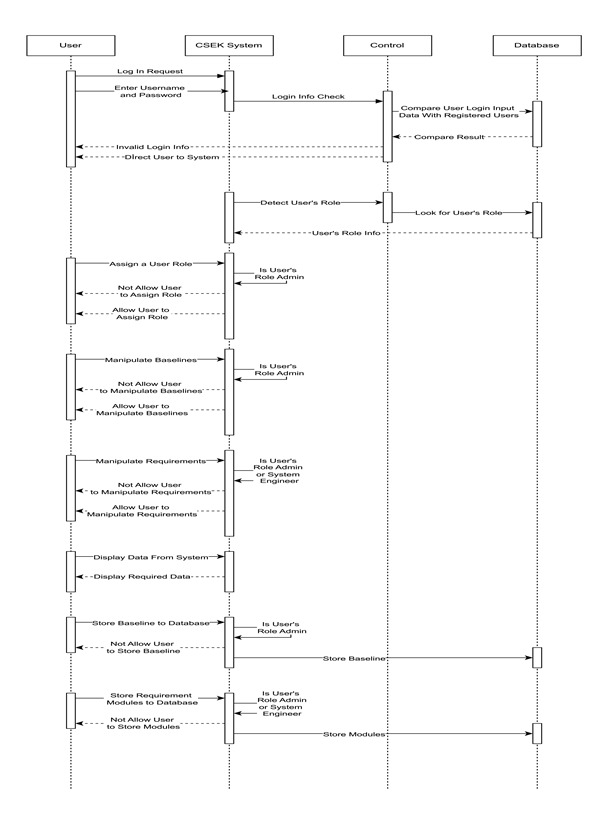 User
CSEK System
Control
Database
Log In Request
Enter Username
and Password
Login Info Check
Compare User Login Input
Data With Registered Users
Compare Result
Invalid Login Info
Direct User to System
Detect User's Role
Look for User's Role
User's Role Info
Assign a User Role
Is User's
Role Admin
Not Allow User
to Assign Role
Allow User to
Assign Role
Manipulate Baselines
Is User's
Role Admin
Not Allow User
to Manipulate Baselines
Allow User to
Manipulate Baselines
Manipulate Requirements
Is User's
Role Admin
or System
Engineer
Not Allow User
to Manipulate Requirements
Allow User to
Manipulate Requirements
Display Data From System
Display Required Data
Store Baseline to Database
Is User's
Role Admin
Not Allow User
to Store Baseline
Store Baseline
Store Requirement
Modules to Database
Is User's
Role Admin
or System
Engineer
Not Allow User
to Store Modules
Store Modules